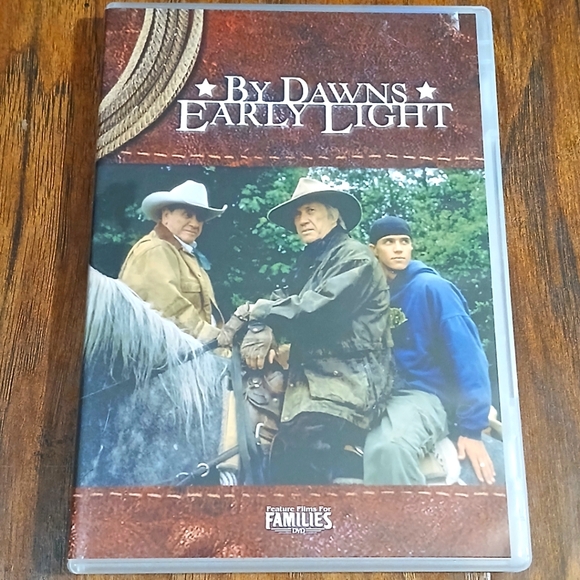 BY DAWNS
EARLY LIGHT
Feature Films For
FAMILIES
DVD